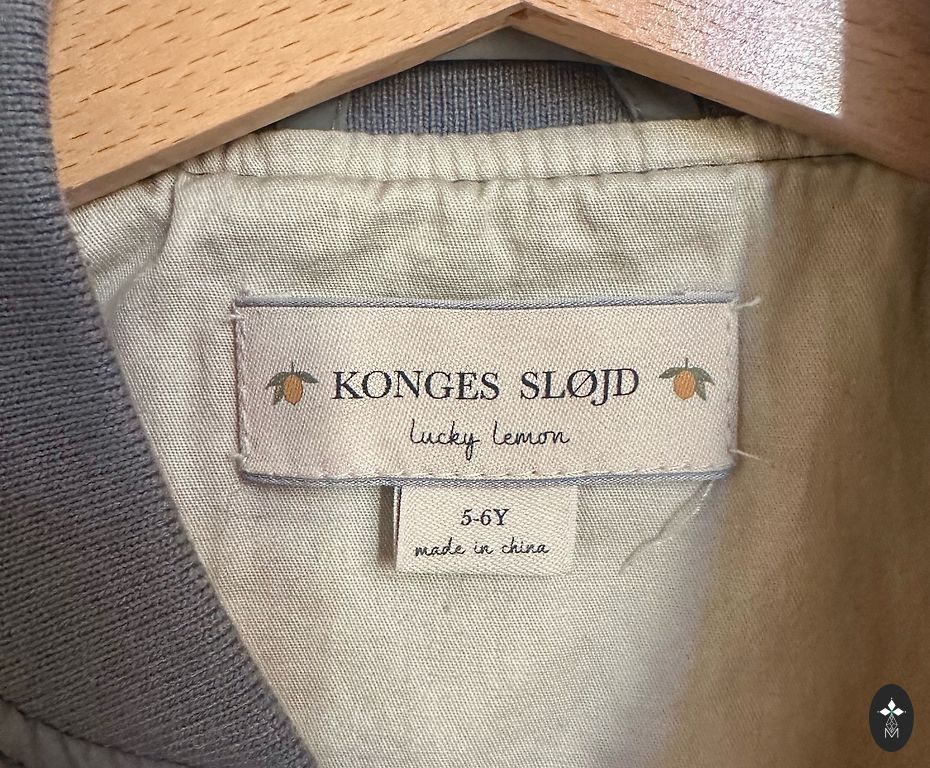 KONGES SLØJD
lucky lemon
5-6Y
made in china
M